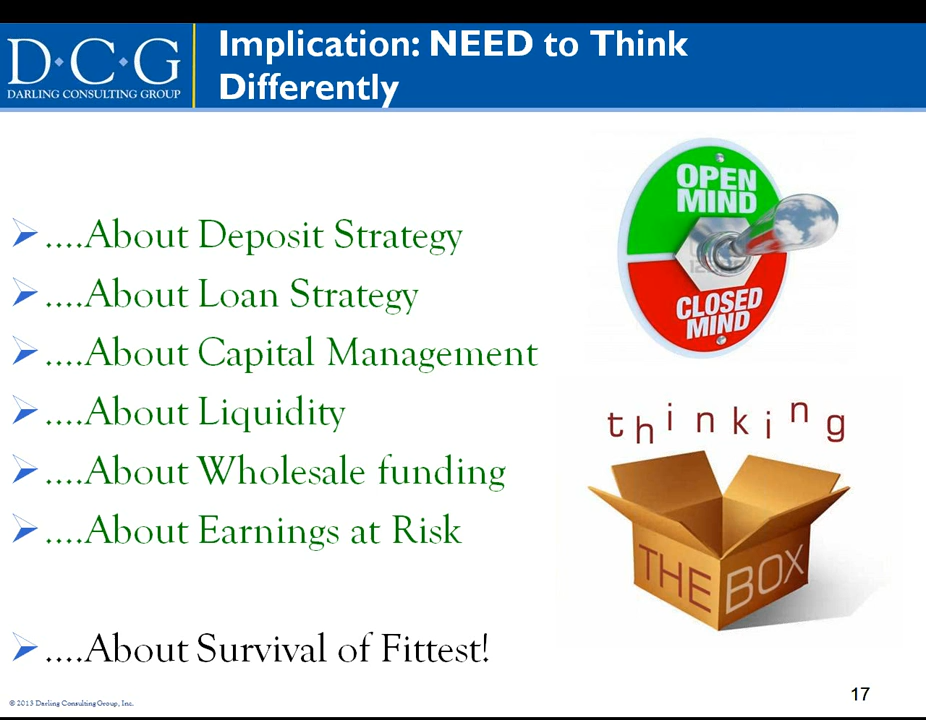 D·C·G
DARLING CONSULTING GROUP
Implication: NEED to Think
Differently
....About Deposit Strategy
....About Loan Strategy
....About Capital Management
....About Liquidity
....About Wholesale funding
....About Earnings at Risk
....About Survival of Fittest!
OPEN
MIND
CLOSED
MIND
thinking
THE BOX
© 2013 Darling Consulting Group, Inc.
17